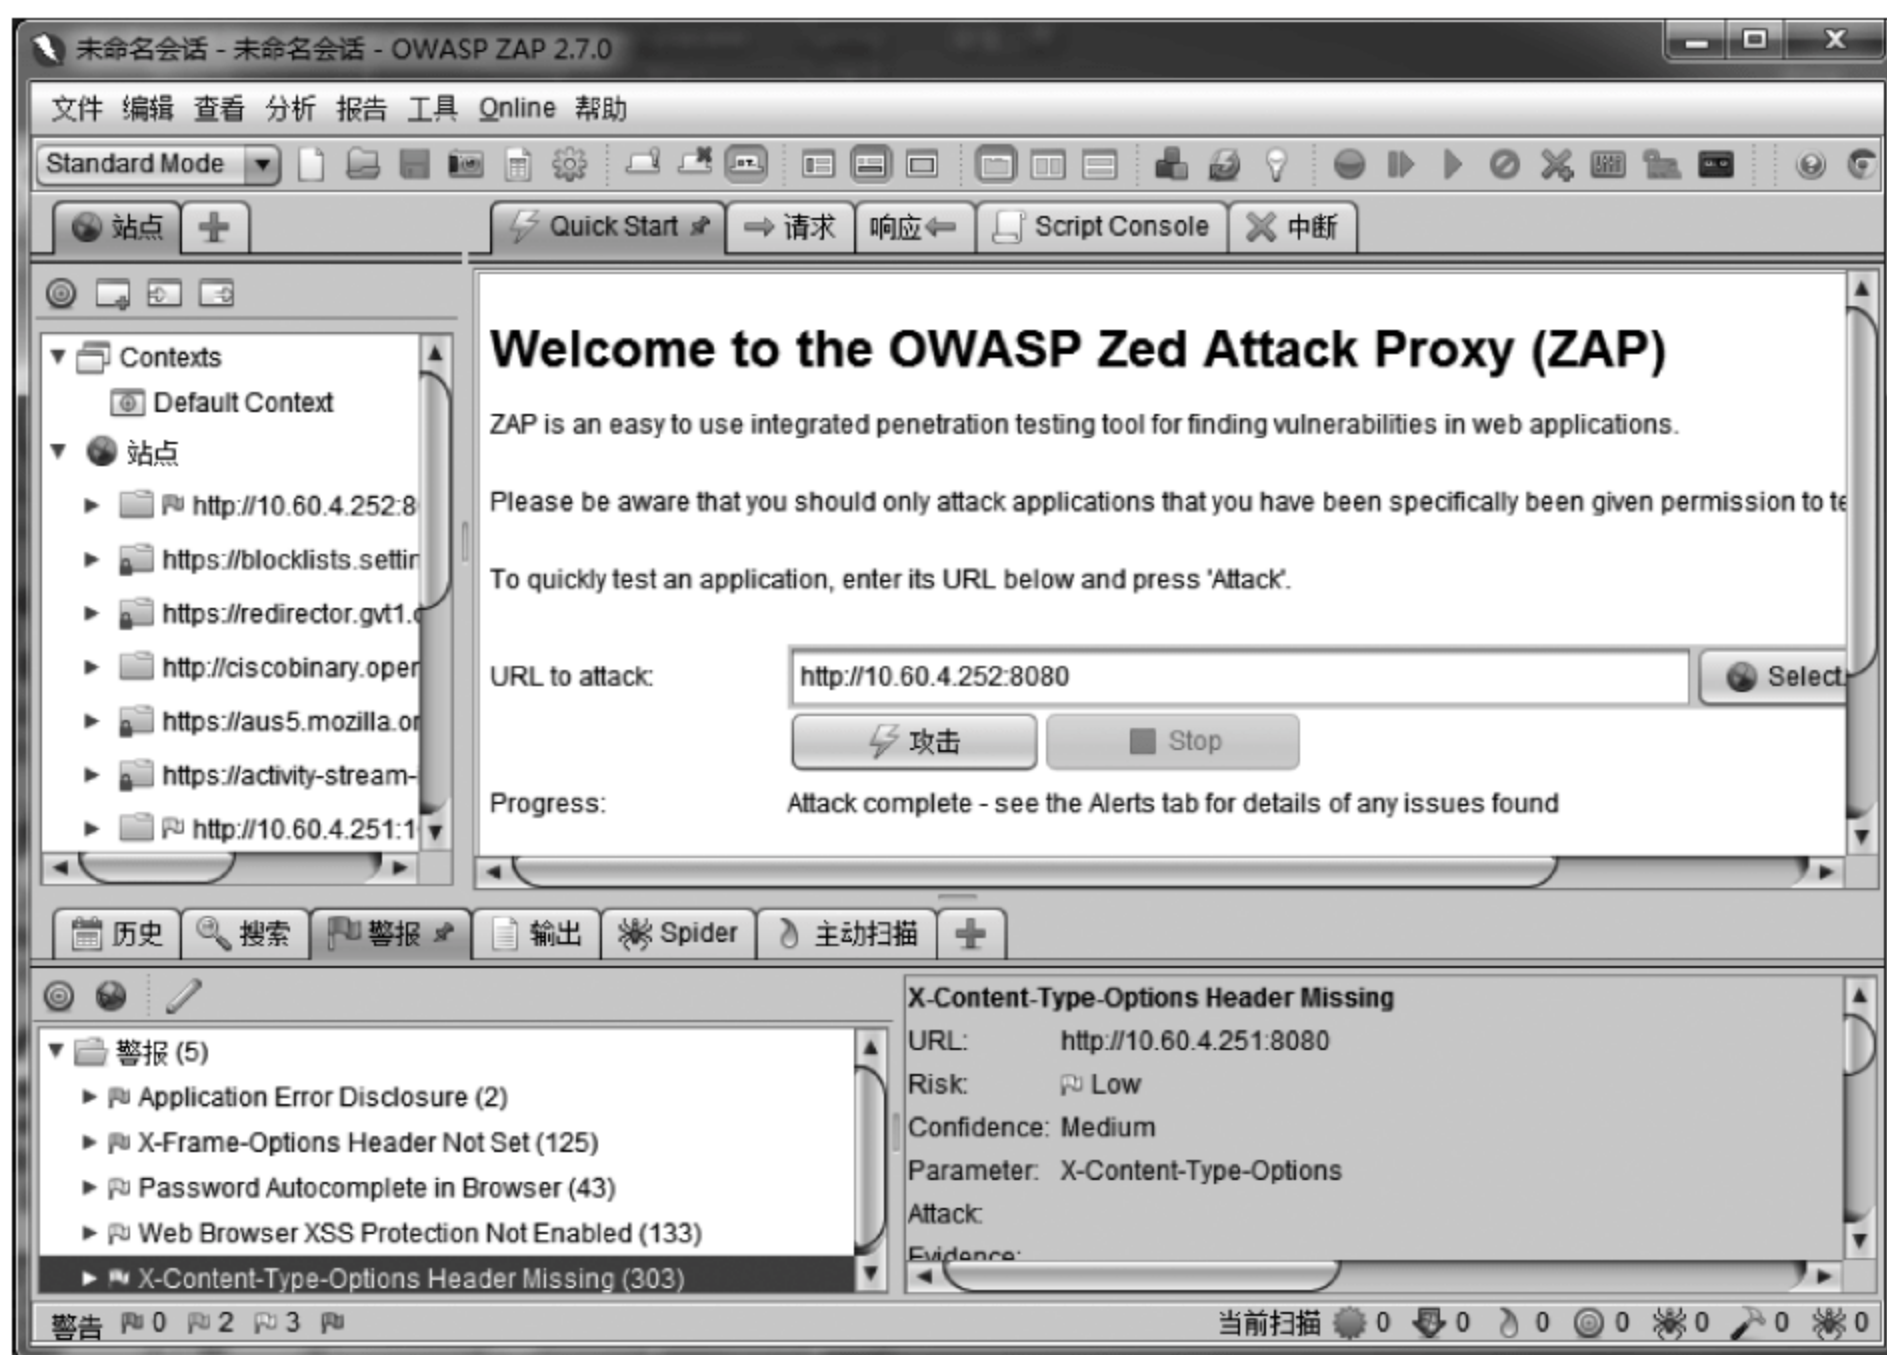 未命名会话 - 未命名会话 - OWASP ZAP 2.7.0
文件 编辑 查看 分析 报告 工具 Online 帮助
Standard Mode
站点
Quick Start 请求 响应 Script Console 中断
Contexts
Default Context
站点
http://10.60.4.252:8
https://blocklists.settin
https://redirector.gvt1.c
http://ciscobinary.oper
https://aus5.mozilla.or
https://activity-stream-
http://10.60.4.251:1
Welcome to the OWASP Zed Attack Proxy (ZAP)
ZAP is an easy to use integrated penetration testing tool for finding vulnerabilities in web applications.
Please be aware that you should only attack applications that you have been specifically been given permission to te
To quickly test an application, enter its URL below and press 'Attack'.
URL to attack: http://10.60.4.252:8080 Select
攻击 Stop
Progress: Attack complete - see the Alerts tab for details of any issues found
历史 搜索 警报 输出 Spider 主动扫描
警报 (5)
Application Error Disclosure (2)
X-Frame-Options Header Not Set (125)
Password Autocomplete in Browser (43)
Web Browser XSS Protection Not Enabled (133)
X-Content-Type-Options Header Missing (303)
X-Content-Type-Options Header Missing
URL: http://10.60.4.251:8080
Risk: Low
Confidence: Medium
Parameter: X-Content-Type-Options
Attack:
Evidence:
警告 0 2 3
当前扫描 0 0 0 0 0 0 0